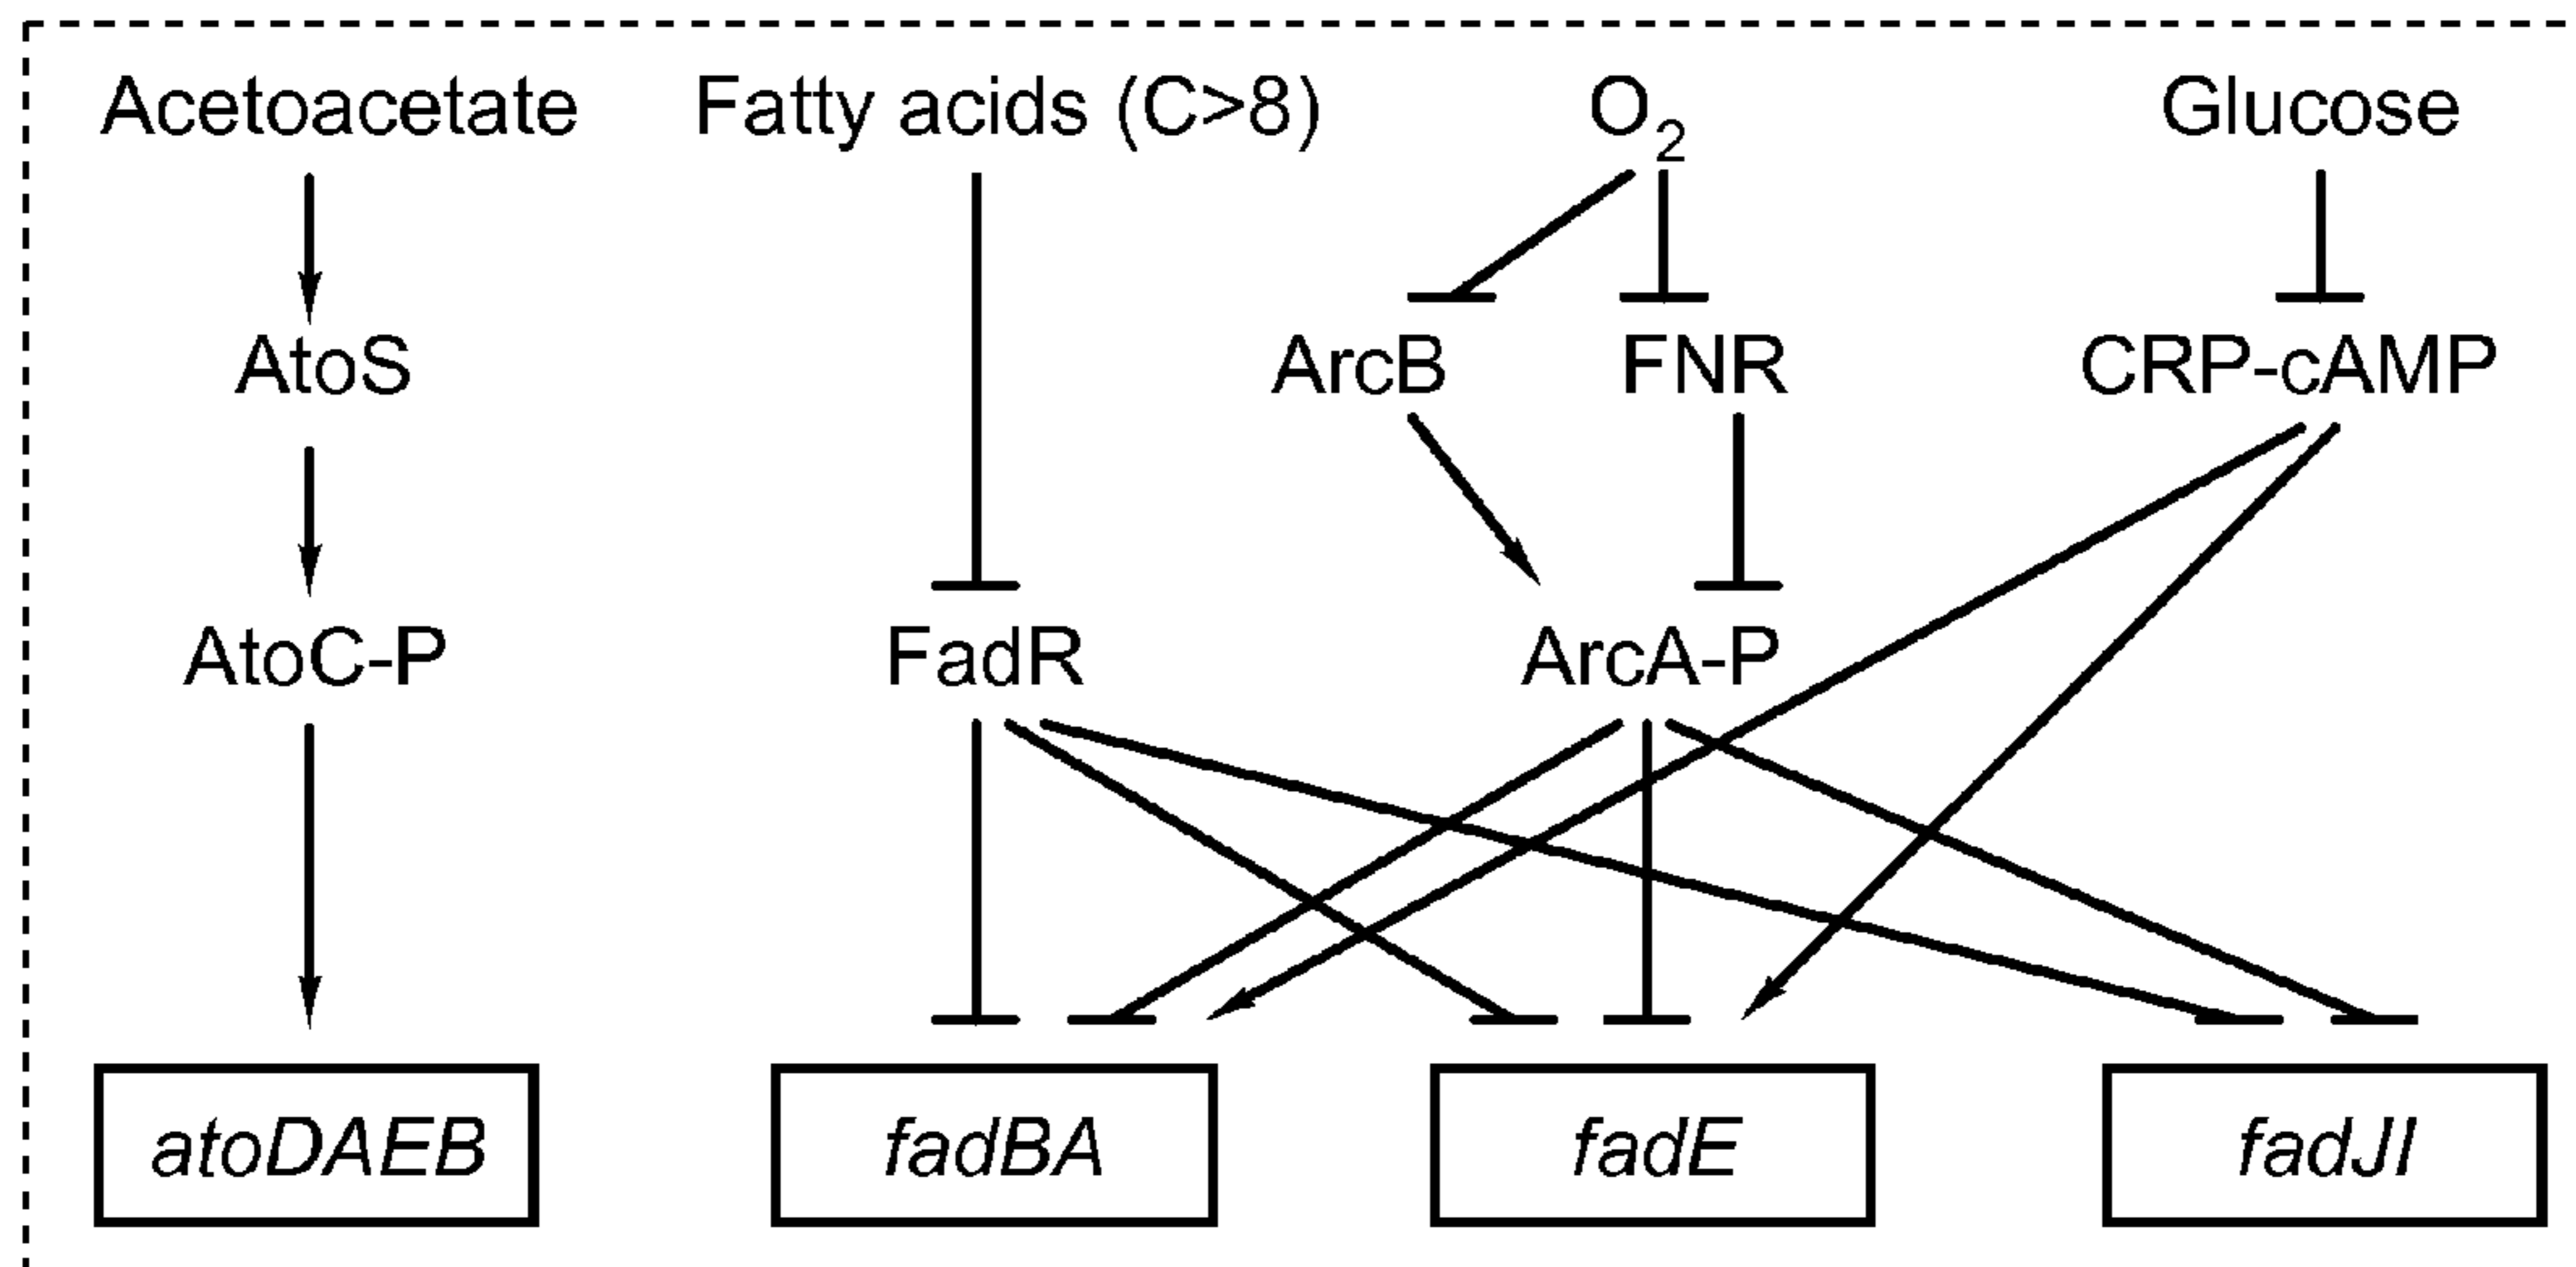 Acetoacetate Fatty acids (C>8) O₂ Glucose
AtoS ArcB FNR CRP-cAMP
AtoC-P FadR ArcA-P
atoDAEB fadBA fadE fadJI